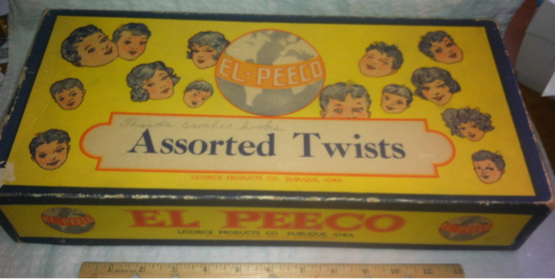 EL-PEECO
Assorted Twists
LICORICE PRODUCTS CO. DUBUQUE, IOWA.
EL PEECO
LICORICE PRODUCTS CO. DUBUQUE, IOWA.